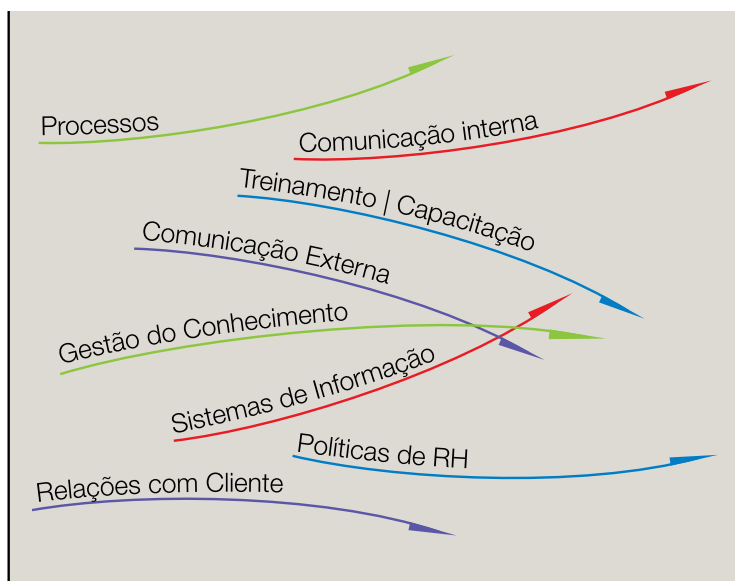 Processos
Comunicação interna
Treinamento | Capacitação
Comunicação Externa
Gestão do Conhecimento
Sistemas de Informação
Políticas de RH
Relações com Cliente